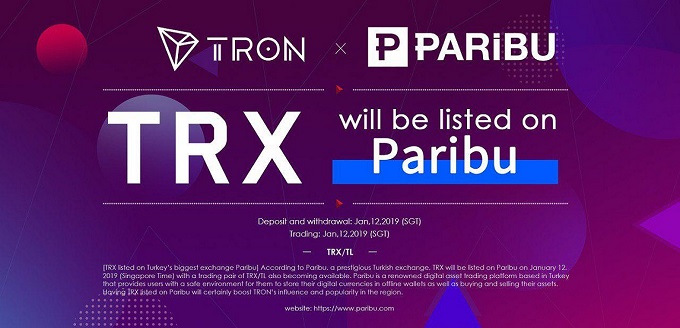 TRON × PARiBU
TRX
will be listed on
Paribu
Deposit and withdrawal: Jan,12,2019 (SGT)
Trading: Jan,12,2019 (SGT)
— TRX/TL —
[TRX listed on Turkey's biggest exchange Paribu] According to Paribu, a prestigious Turkish exchange, TRX will be listed on Paribu on January 12,
2019 (Singapore Time) with a trading pair of TRX/TL also becoming available. Paribu is a renowned digital asset trading platform based in Turkey
that provides users with a safe environment for them to store their digital currencies in offline wallets as well as buying and selling their assets.
Having TRX listed on Paribu will certainly boost TRON's influence and popularity in the region.
website: https://www.paribu.com